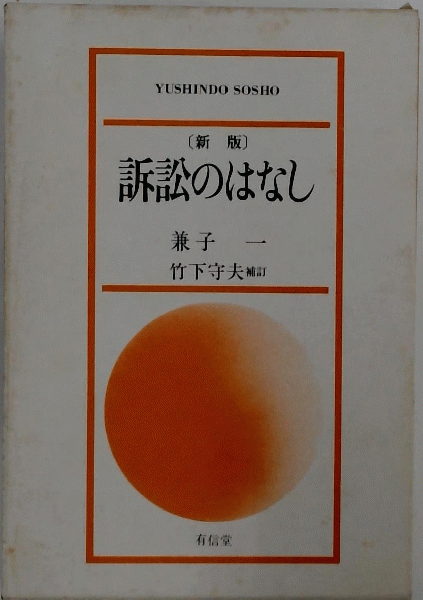 YUSHINDO SOSHO
〔新 版〕
訴訟のはなし
兼子 一
竹下守夫補訂
有信堂